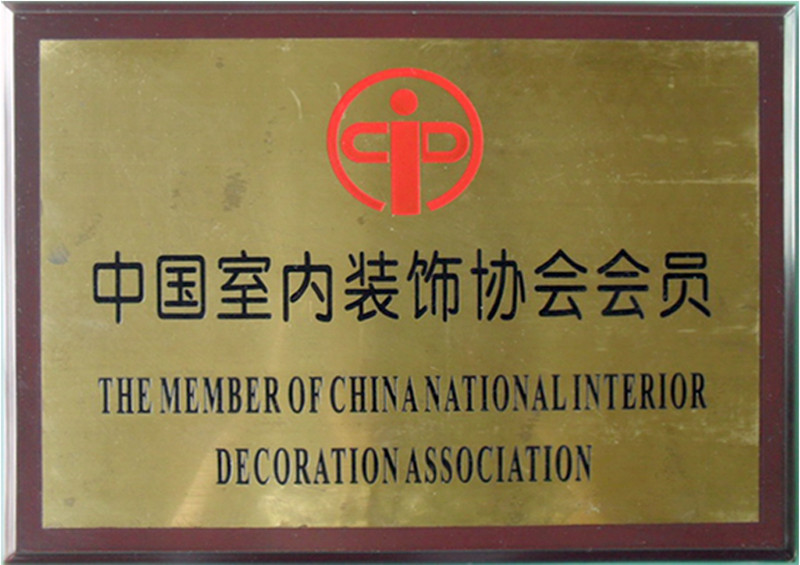 中国室内装饰协会会员
THE MEMBER OF CHINA NATIONAL INTERIOR
DECORATION ASSOCIATION